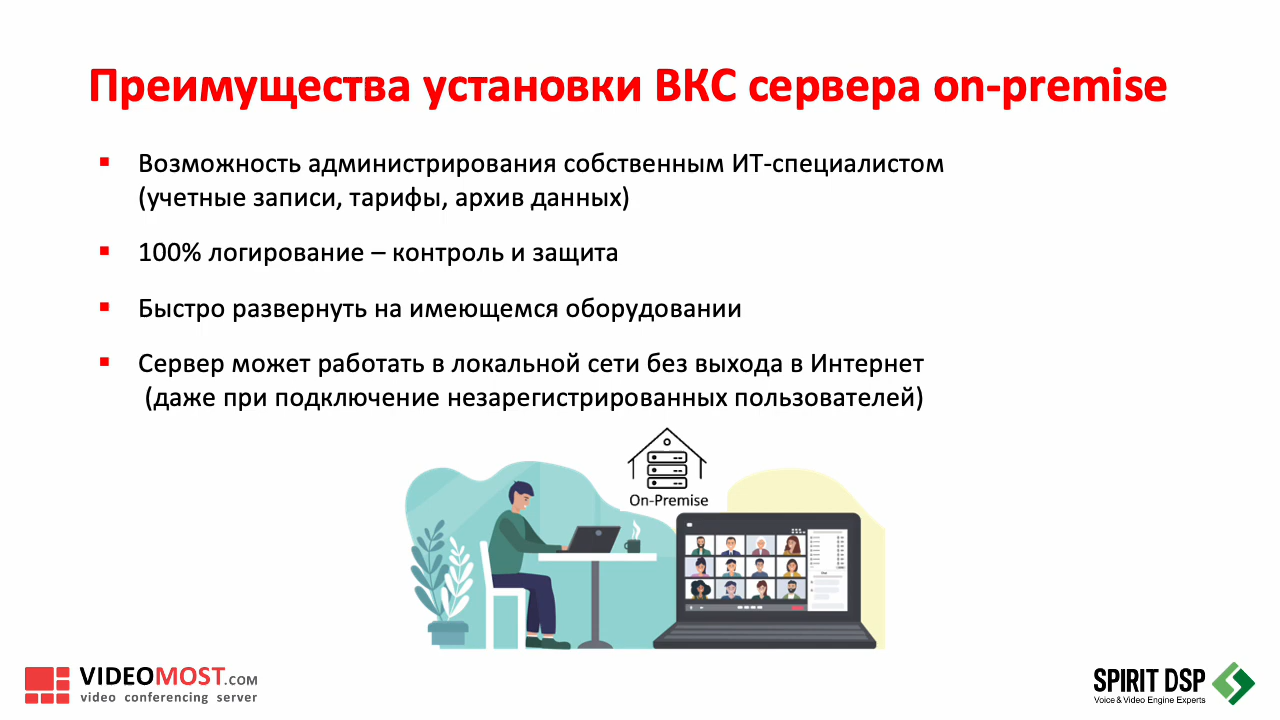 Преимущества установки ВКС сервера on-premise
Возможность администрирования собственным ИТ-специалистом
(учетные записи, тарифы, архив данных)
100% логирование – контроль и защита
Быстро развернуть на имеющемся оборудовании
Сервер может работать в локальной сети без выхода в Интернет
(даже при подключение незарегистрированных пользователей)
On-Premise
VIDEOMOST.COM
video conferencing server
SPIRIT DSP
Voice & Video Engine Experts